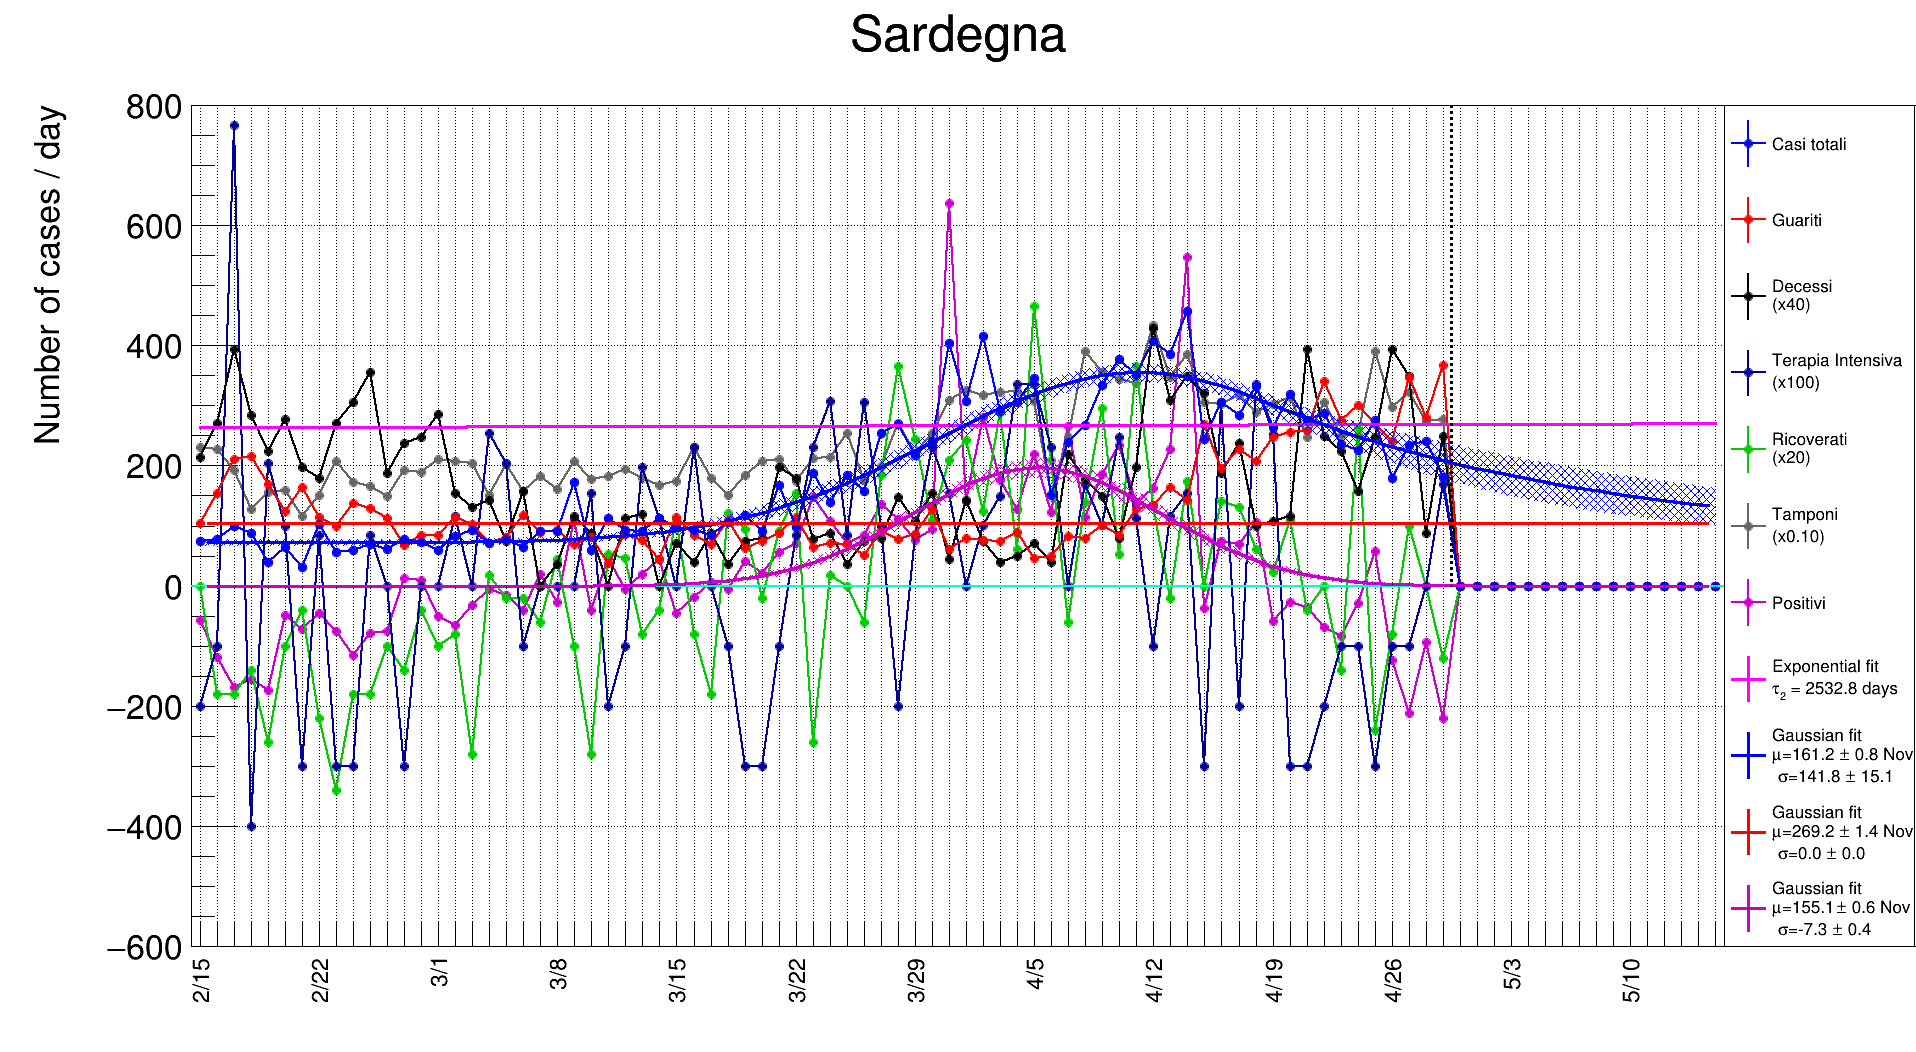 Sardegna
Number of cases / day
800
600
400
200
0
−200
−400
−600
2/15
2/22
3/1
3/8
3/15
3/22
3/29
4/5
4/12
4/19
4/26
5/3
5/10
Casi totali
Guariti
Decessi
(x40)
Terapia Intensiva
(x100)
Ricoverati
(x20)
Tamponi
(x0.10)
Positivi
Exponential fit
τ2 = 2532.8 days
Gaussian fit
μ=161.2 ± 0.8 Nov
σ=141.8 ± 15.1
Gaussian fit
μ=269.2 ± 1.4 Nov
σ=0.0 ± 0.0
Gaussian fit
μ=155.1 ± 0.6 Nov
σ=-7.3 ± 0.4